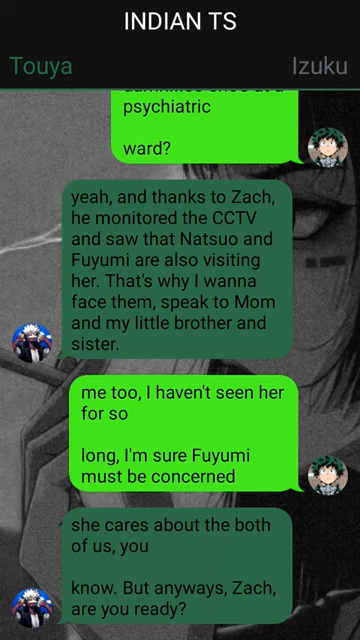 INDIAN TS
Touya
Izuku
psychiatric
ward?
yeah, and thanks to Zach,
he monitored the CCTV
and saw that Natsuo and
Fuyumi are also visiting
her. That's why I wanna
face them, speak to Mom
and my little brother and
sister.
me too, I haven't seen her
for so
long, I'm sure Fuyumi
must be concerned
she cares about the both
of us, you
know. But anyways, Zach,
are you ready?